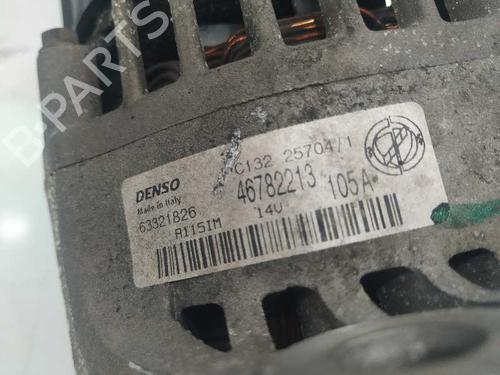 B-PARTS
C132 25704/1
DENSO
Made in Italy
46782213
105A
63321826
14V
A115IM